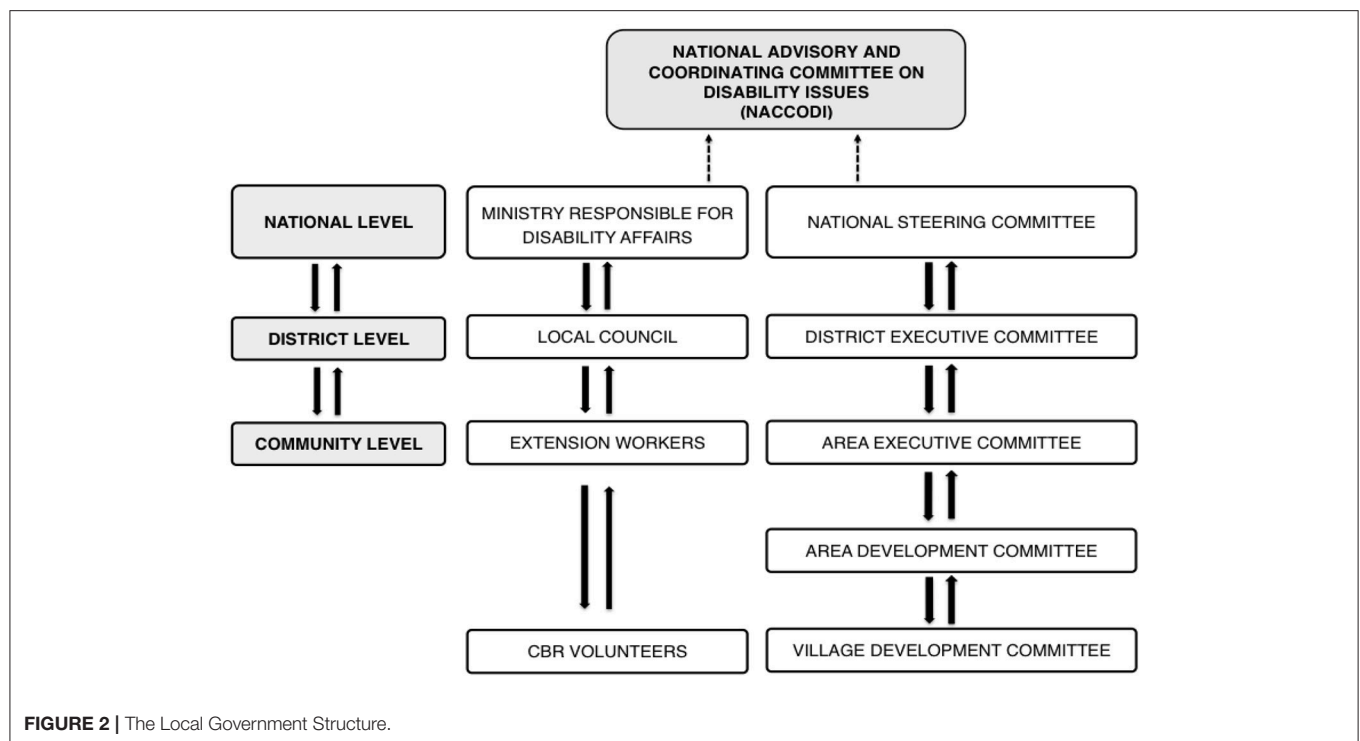 NATIONAL ADVISORY AND
COORDINATING COMMITTEE ON
DISABILITY ISSUES
(NACCODI)
NATIONAL LEVEL
MINISTRY RESPONSIBLE FOR
DISABILITY AFFAIRS
NATIONAL STEERING COMMITTEE
DISTRICT LEVEL
LOCAL COUNCIL
DISTRICT EXECUTIVE COMMITTEE
COMMUNITY LEVEL
EXTENSION WORKERS
AREA EXECUTIVE COMMITTEE
AREA DEVELOPMENT COMMITTEE
CBR VOLUNTEERS
VILLAGE DEVELOPMENT COMMITTEE
FIGURE 2 | The Local Government Structure.